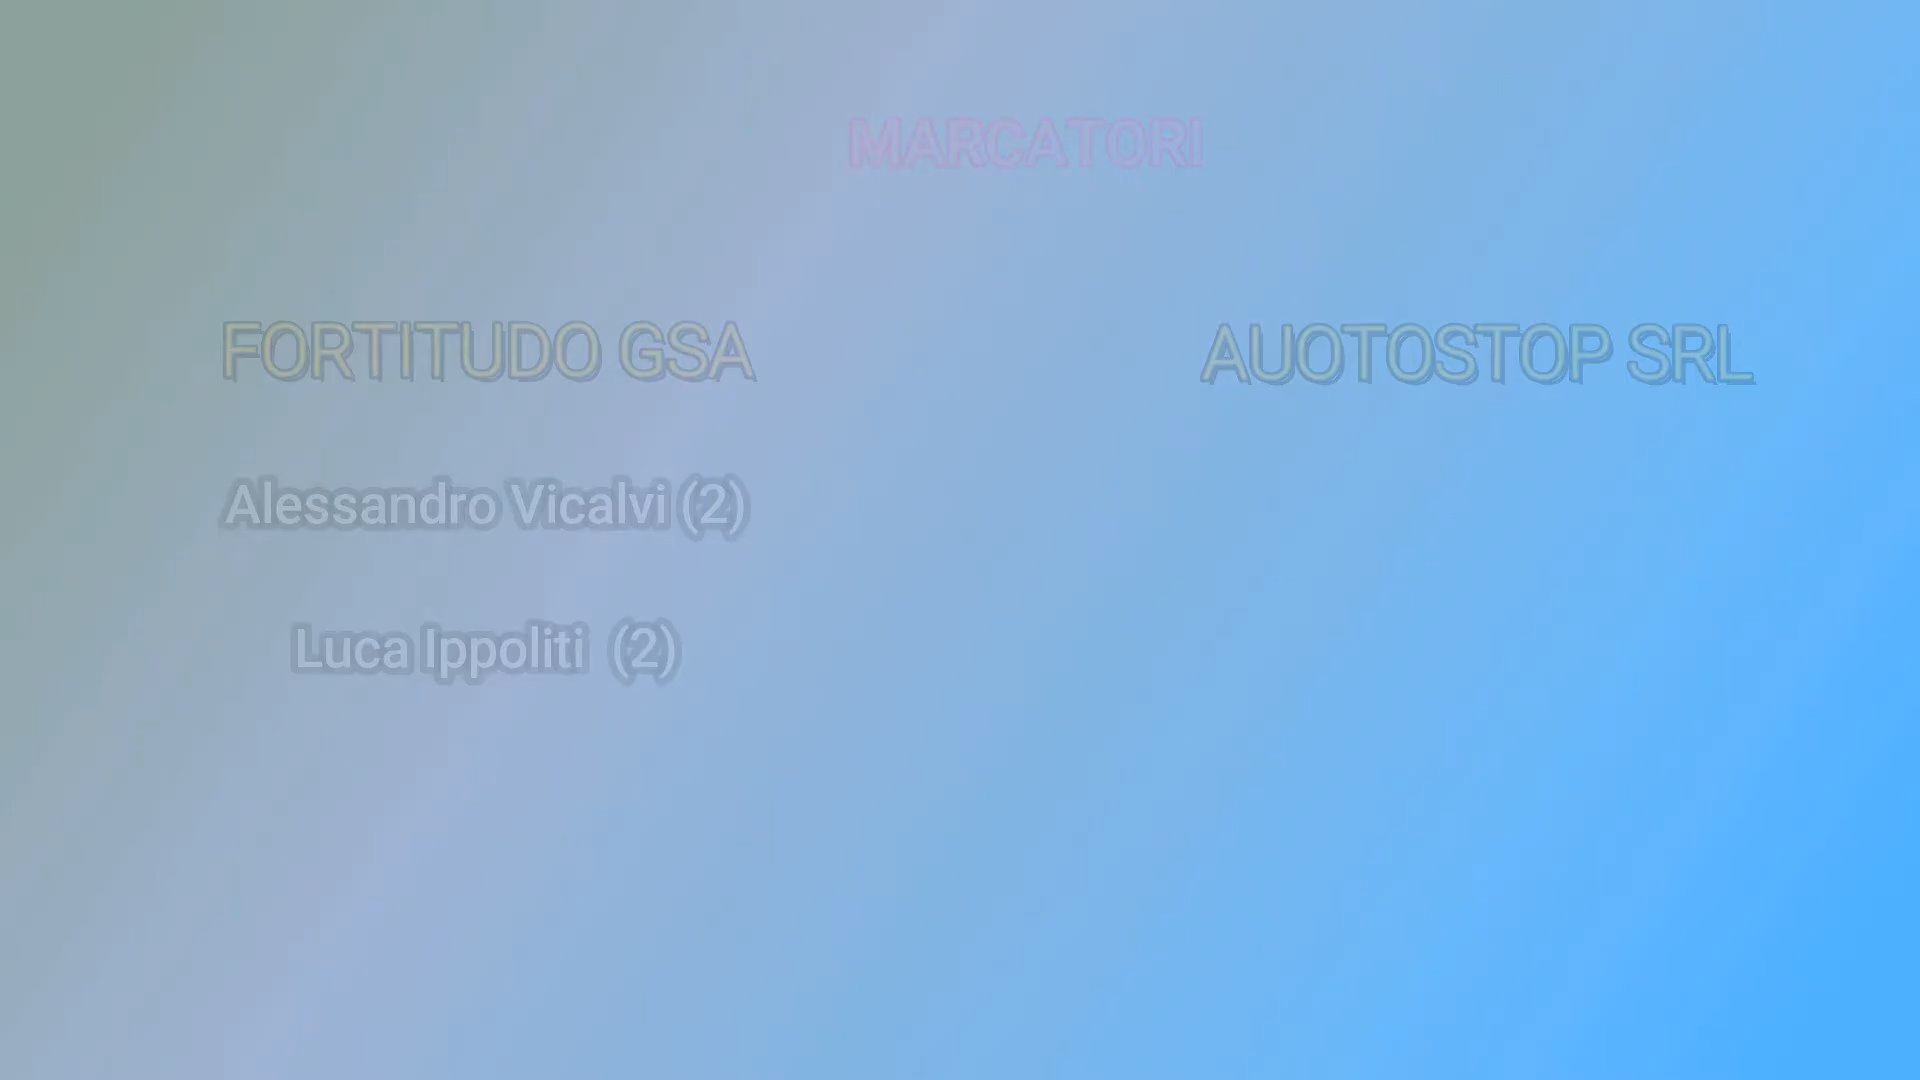 MARCATORI
FORTITUDO GSA
AUOTOSTOP SRL
Alessandro Vicalvi (2)
Luca Ippoliti (2)